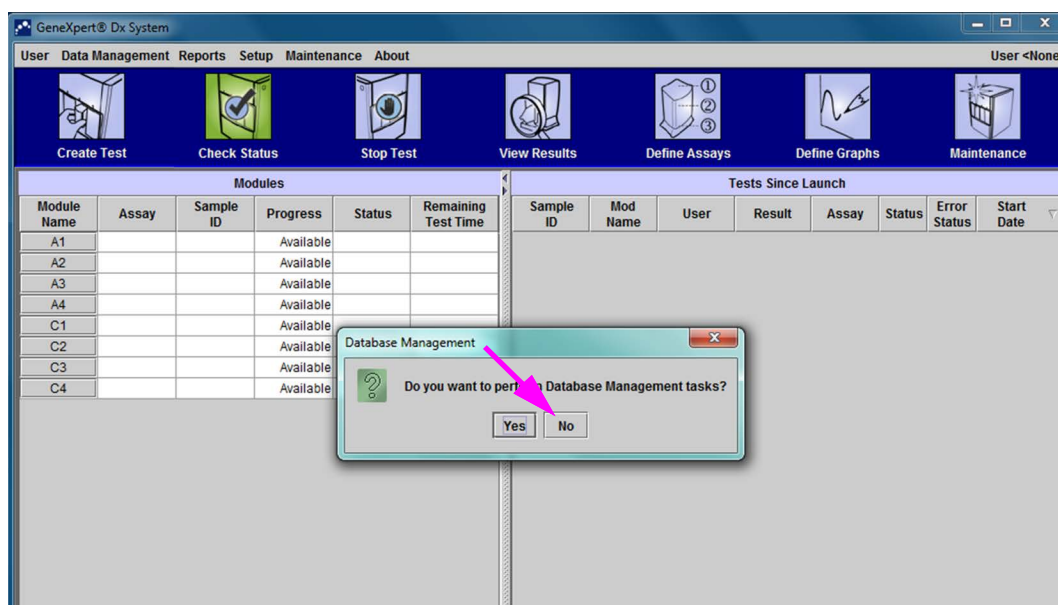 GeneXpert® Dx System
User Data Management Reports Setup Maintenance About User <None
Create Test Check Status Stop Test View Results Define Assays Define Graphs Maintenance
① ② ③
Modules
Module Name Assay Sample ID Progress Status Remaining Test Time
A1 Available
A2 Available
A3 Available
A4 Available
C1 Available
C2 Available
C3 Available
C4 Available
Tests Since Launch
Sample ID Mod Name User Result Assay Status Error Status Start Date
Database Management
Do you want to perform Database Management tasks?
Yes No